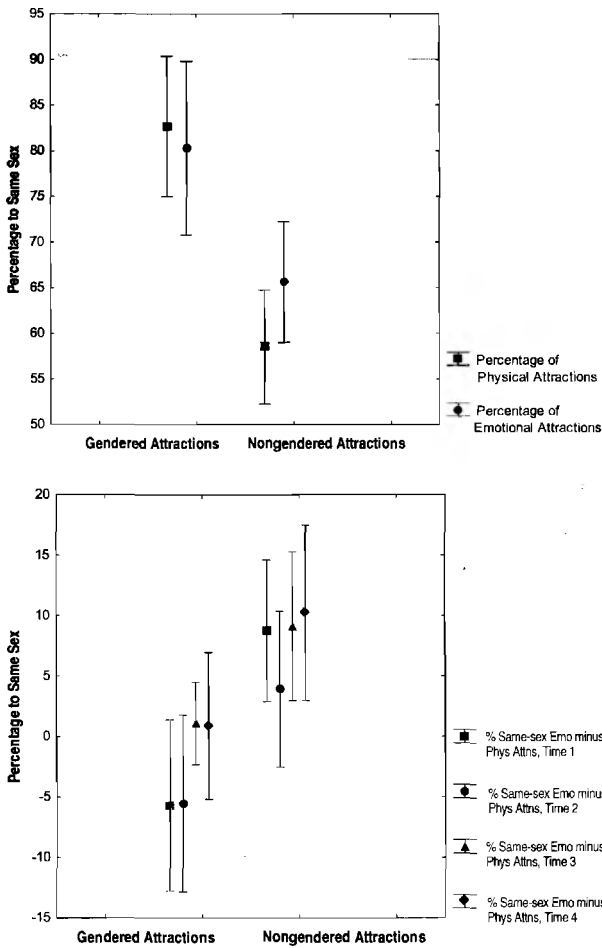 95
90
85
80
75
70
65
60
55
50
Percentage to Same Sex
Gendered Attractions
Nongendered Attractions
Percentage of
Physical Attractions
Percentage of
Emotional Attractions
20
15
10
5
0
-5
-10
-15
Percentage to Same Sex
Gendered Attractions
Nongendered Attractions
% Same-sex Emo minus
Phys Attns, Time 1
% Same-sex Emo minus
Phys Attns, Time 2
% Same-sex Emo minus
Phys Attns, Time 3
% Same-sex Emo minus
Phys Attns, Time 4